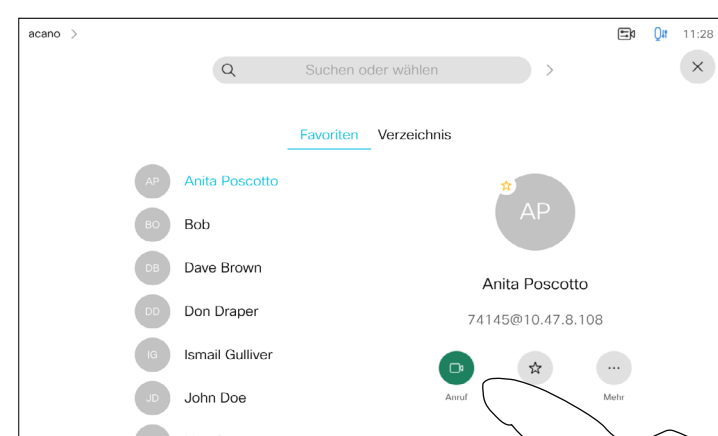 acano
11:28
Suchen oder wählen
Favoriten Verzeichnis
AP Anita Poscotto
BO Bob
DB Dave Brown
DD Don Draper
IG Ismail Gulliver
JD John Doe
AP
Anita Poscotto
74145@10.47.8.108
Anruf
Mehr